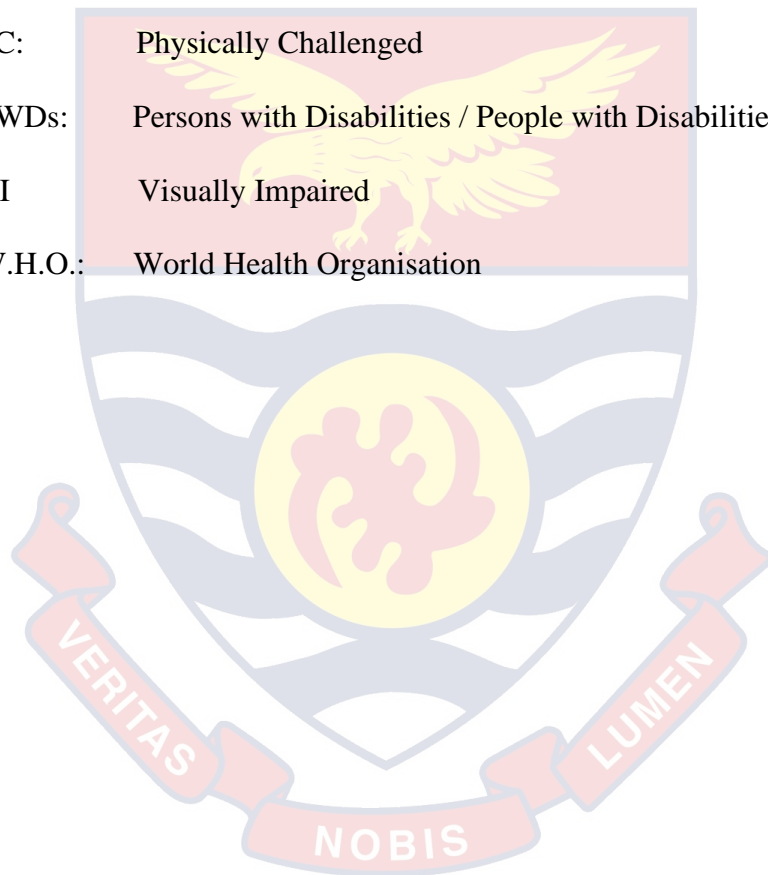 C: Physically Challenged
WDs: Persons with Disabilities / People with Disabilitie
I Visually Impaired
.H.O.: World Health Organisation
VERITAS NOBIS LUMEN